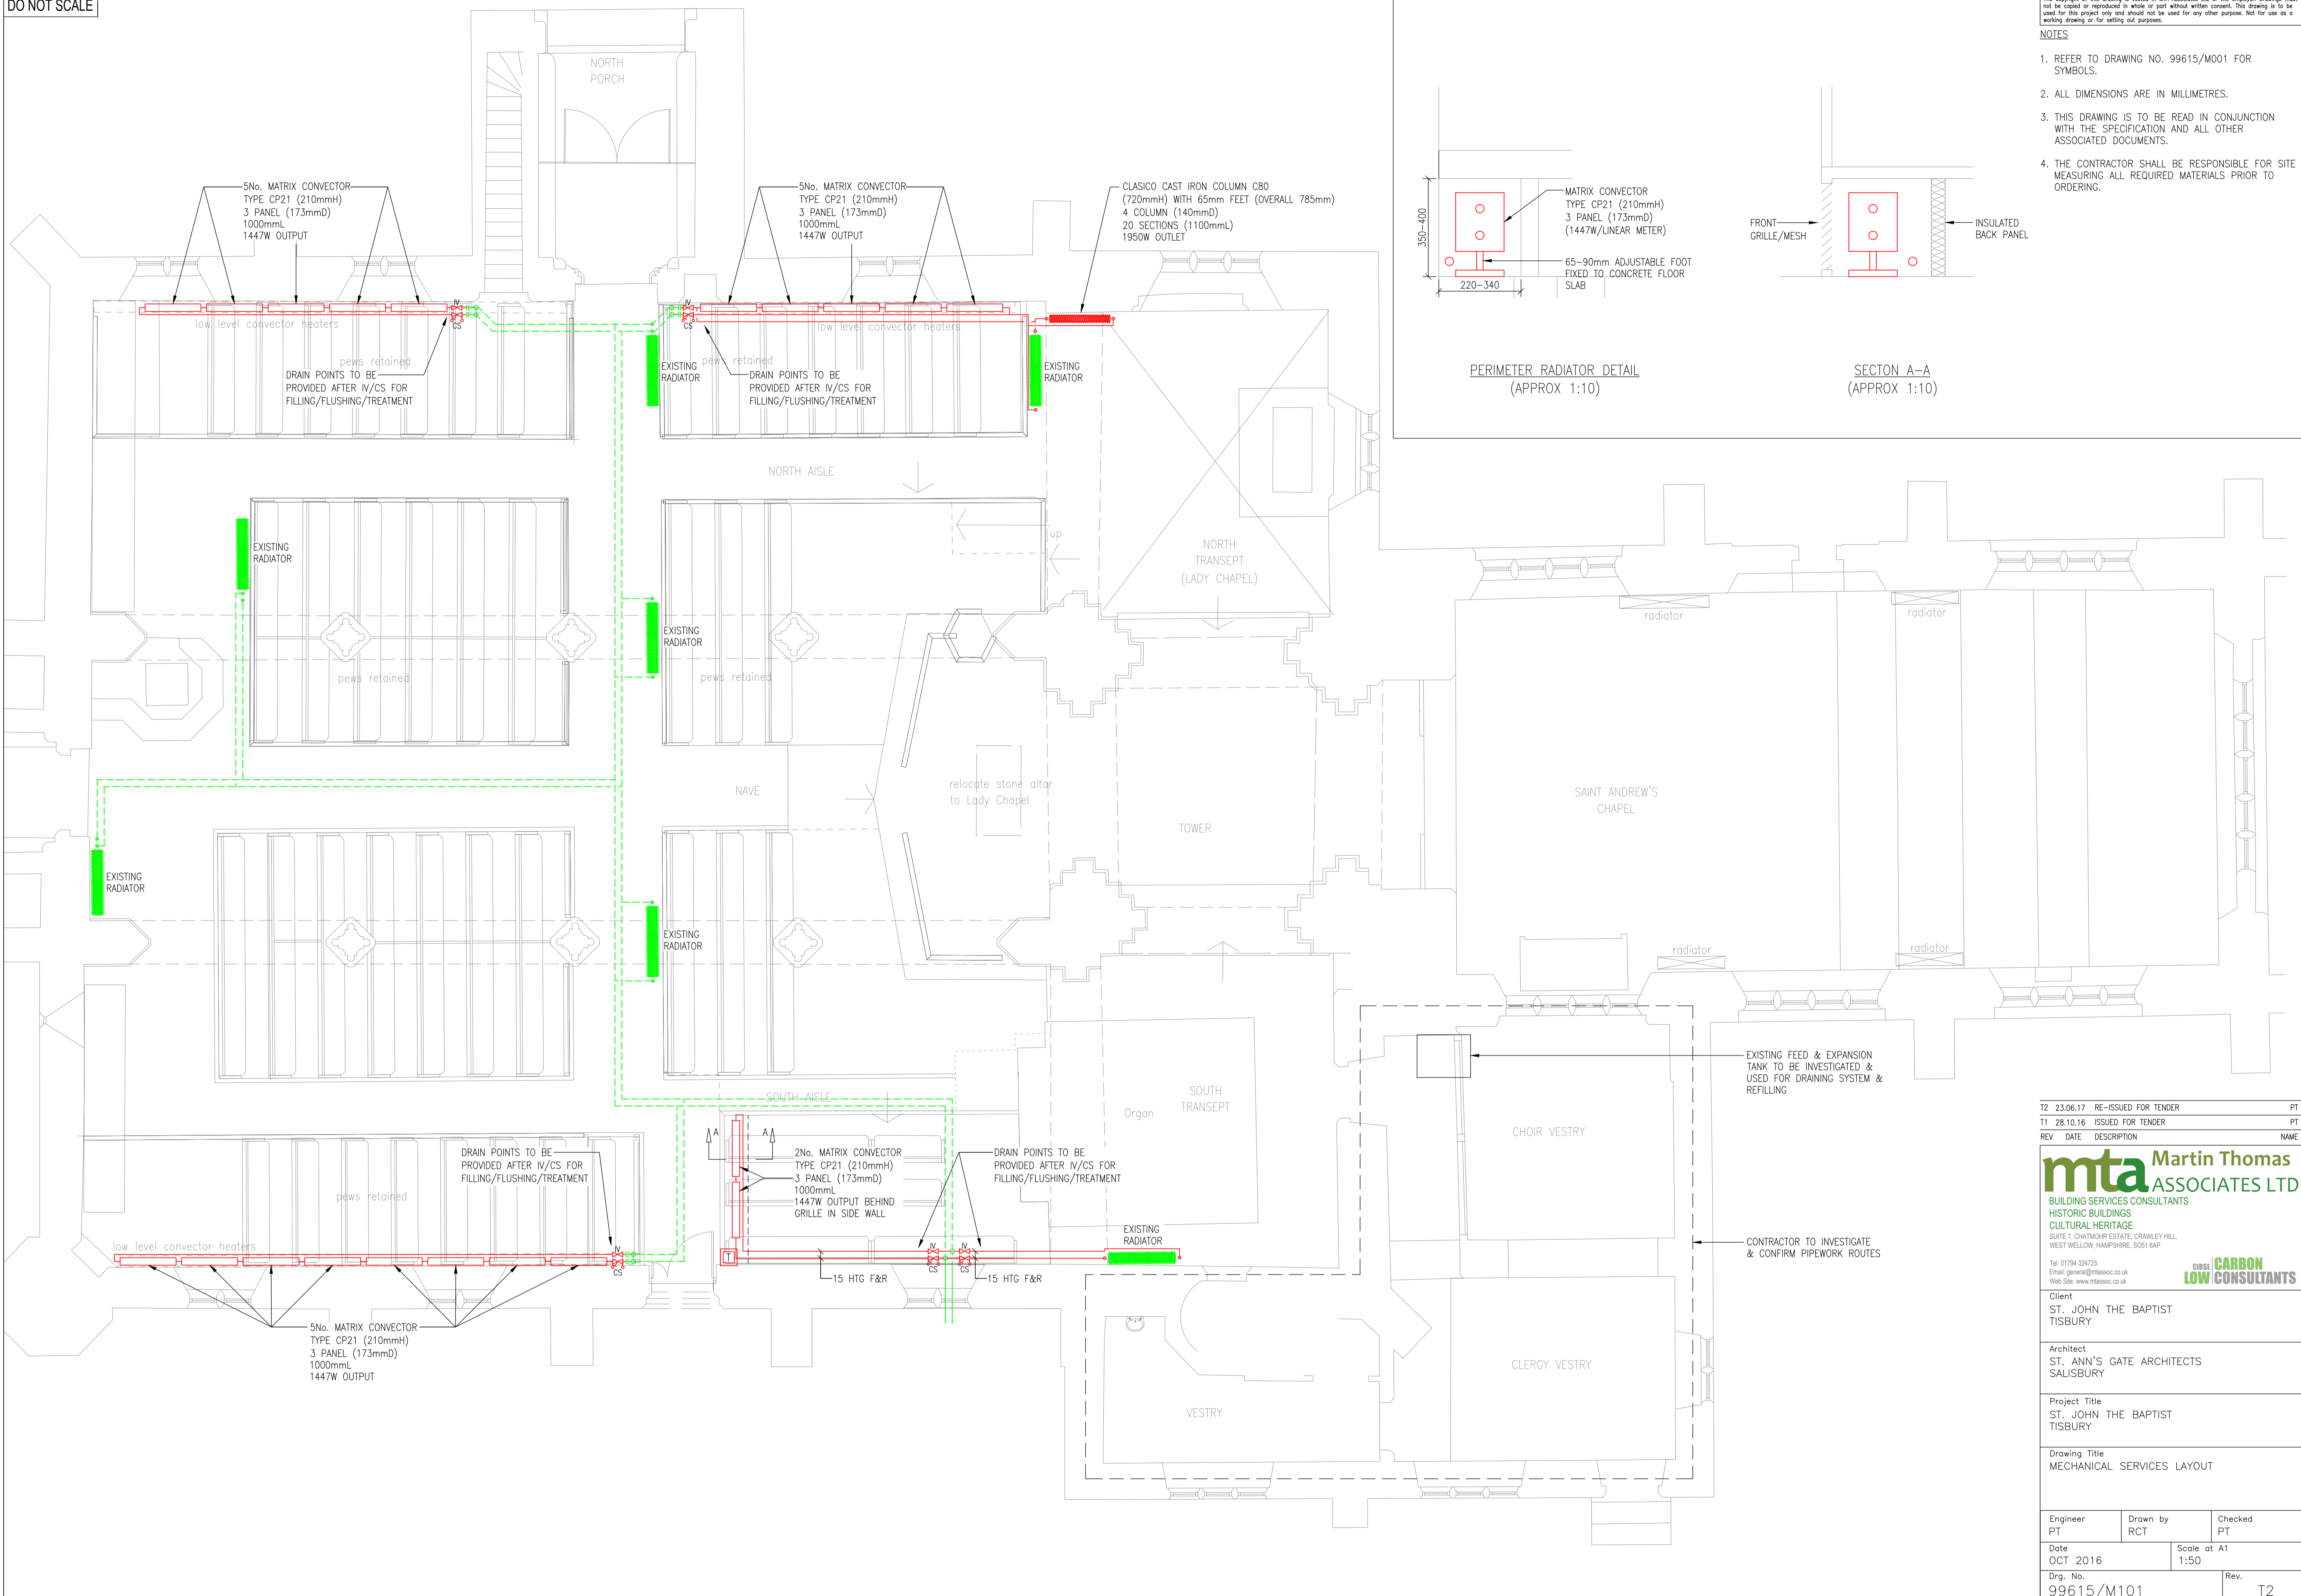 DO NOT SCALE
NORTH
PORCH
5No. MATRIX CONVECTOR
TYPE CP21 (210mmH)
3 PANEL (173mmD)
1000mmL
1447W OUTPUT
5No. MATRIX CONVECTOR
TYPE CP21 (210mmH)
3 PANEL (173mmD)
1000mmL
1447W OUTPUT
CLASICO CAST IRON COLUMN C80
(720mmH) WITH 65mm FEET (OVERALL 785mm)
4 COLUMN (140mmD)
20 SECTIONS (1100mmL)
1950W OUTLET
IV
CS
IV
CS
low level convector heaters
low level convector heaters
pews retained
pews retained
DRAIN POINTS TO BE
PROVIDED AFTER IV/CS FOR
FILLING/FLUSHING/TREATMENT
EXISTING
RADIATOR
DRAIN POINTS TO BE
PROVIDED AFTER IV/CS FOR
FILLING/FLUSHING/TREATMENT
EXISTING
RADIATOR
NORTH AISLE
EXISTING
RADIATOR
up
NORTH
TRANSEPT
(LADY CHAPEL)
EXISTING
RADIATOR
pews retained
pews retained
radiator
radiator
NAVE
relocate stone altar
to Lady Chapel
TOWER
SAINT ANDREW'S
CHAPEL
EXISTING
RADIATOR
EXISTING
RADIATOR
radiator
radiator
SOUTH AISLE
Organ
SOUTH
TRANSEPT
CHOIR VESTRY
EXISTING FEED & EXPANSION
TANK TO BE INVESTIGATED &
USED FOR DRAINING SYSTEM &
REFILLING
A
A
DRAIN POINTS TO BE
PROVIDED AFTER IV/CS FOR
FILLING/FLUSHING/TREATMENT
2No. MATRIX CONVECTOR
TYPE CP21 (210mmH)
3 PANEL (173mmD)
1000mmL
1447W OUTPUT BEHIND
GRILLE IN SIDE WALL
DRAIN POINTS TO BE
PROVIDED AFTER IV/CS FOR
FILLING/FLUSHING/TREATMENT
pews retained
low level convector heaters
IV
CS
T
IV
CS
IV
CS
15 HTG F&R
15 HTG F&R
EXISTING
RADIATOR
CONTRACTOR TO INVESTIGATE
& CONFIRM PIPEWORK ROUTES
5No. MATRIX CONVECTOR
TYPE CP21 (210mmH)
3 PANEL (173mmD)
1000mmL
1447W OUTPUT
CLERGY VESTRY
VESTRY
350-400
220-340
MATRIX CONVECTOR
TYPE CP21 (210mmH)
3 PANEL (173mmD)
(1447W/LINEAR METER)
65-90mm ADJUSTABLE FOOT
FIXED TO CONCRETE FLOOR
SLAB
PERIMETER RADIATOR DETAIL
(APPROX 1:10)
FRONT
GRILLE/MESH
INSULATED
BACK PANEL
SECTON A-A
(APPROX 1:10)
not be copied or reproduced in whole or part without written consent. This drawing is to be
used for this project only and should not be used for any other purpose. Not for use as a
working drawing or for setting out purposes.
NOTES
1. REFER TO DRAWING NO. 99615/M001 FOR
SYMBOLS.
2. ALL DIMENSIONS ARE IN MILLIMETRES.
3. THIS DRAWING IS TO BE READ IN CONJUNCTION
WITH THE SPECIFICATION AND ALL OTHER
ASSOCIATED DOCUMENTS.
4. THE CONTRACTOR SHALL BE RESPONSIBLE FOR SITE
MEASURING ALL REQUIRED MATERIALS PRIOR TO
ORDERING.
T2 23.06.17 RE-ISSUED FOR TENDER PT
T1 28.10.16 ISSUED FOR TENDER PT
REV DATE DESCRIPTION NAME
mta Martin Thomas
ASSOCIATES LTD
BUILDING SERVICES CONSULTANTS
HISTORIC BUILDINGS
CULTURAL HERITAGE
SUITE 7, CHATMOHR ESTATE, CRAWLEY HILL,
WEST WELLOW, HAMPSHIRE, SO51 6AP
Tel: 01794 324725
Email: general@mtassoc.co.uk
Web Site: www.mtassoc.co.uk
CIBSE CARBON
LOW CONSULTANTS
Client
ST. JOHN THE BAPTIST
TISBURY
Architect
ST. ANN'S GATE ARCHITECTS
SALISBURY
Project Title
ST. JOHN THE BAPTIST
TISBURY
Drawing Title
MECHANICAL SERVICES LAYOUT
Engineer Drawn by Checked
PT RCT PT
Date Scale at A1
OCT 2016 1:50
Drg. No. Rev.
99615/M101 T2